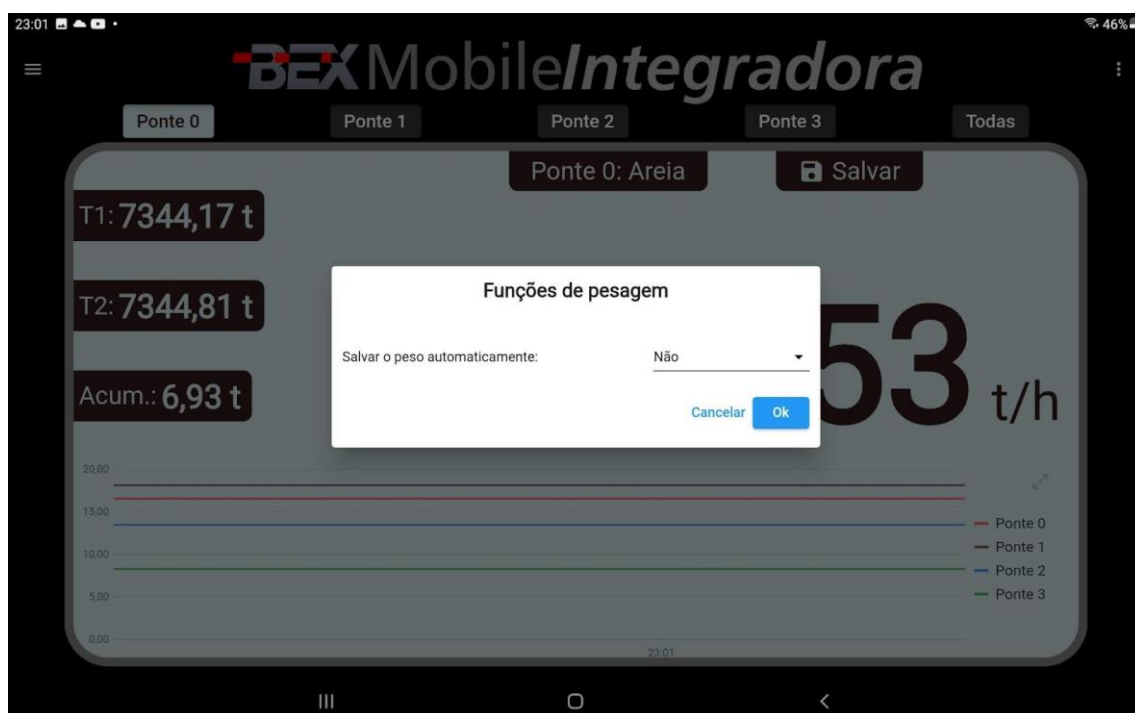 23:01
46%
BEX MobileIntegradora
Ponte 0 Ponte 1 Ponte 2 Ponte 3 Todas
Ponte 0: Areia Salvar
T1: 7344,17 t
T2: 7344,81 t
Acum.: 6,93 t
53 t/h
Funções de pesagem
Salvar o peso automaticamente: Não
Cancelar Ok
20,00
15,00
10,00
5,00
0,00
23:01
Ponte 0
Ponte 1
Ponte 2
Ponte 3